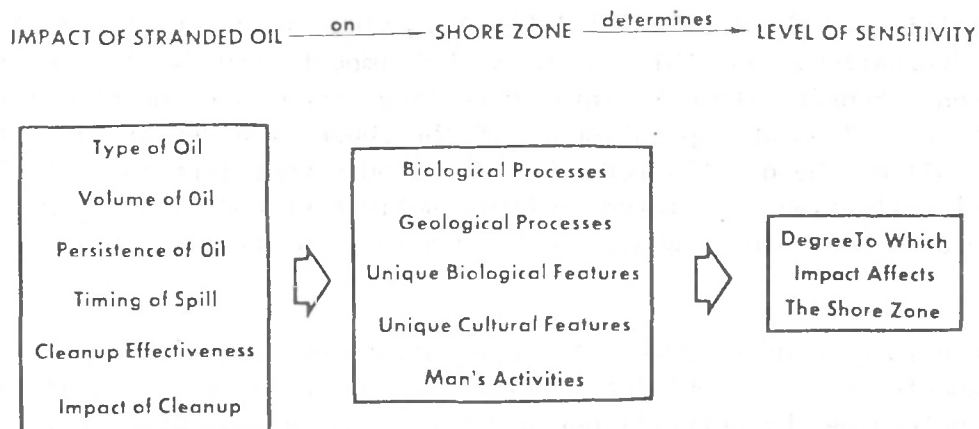 IMPACT OF STRANDED OIL on SHORE ZONE determines LEVEL OF SENSITIVITY
Type of Oil
Volume of Oil
Persistence of Oil
Timing of Spill
Cleanup Effectiveness
Impact of Cleanup
Biological Processes
Geological Processes
Unique Biological Features
Unique Cultural Features
Man's Activities
DegreeTo Which
Impact Affects
The Shore Zone